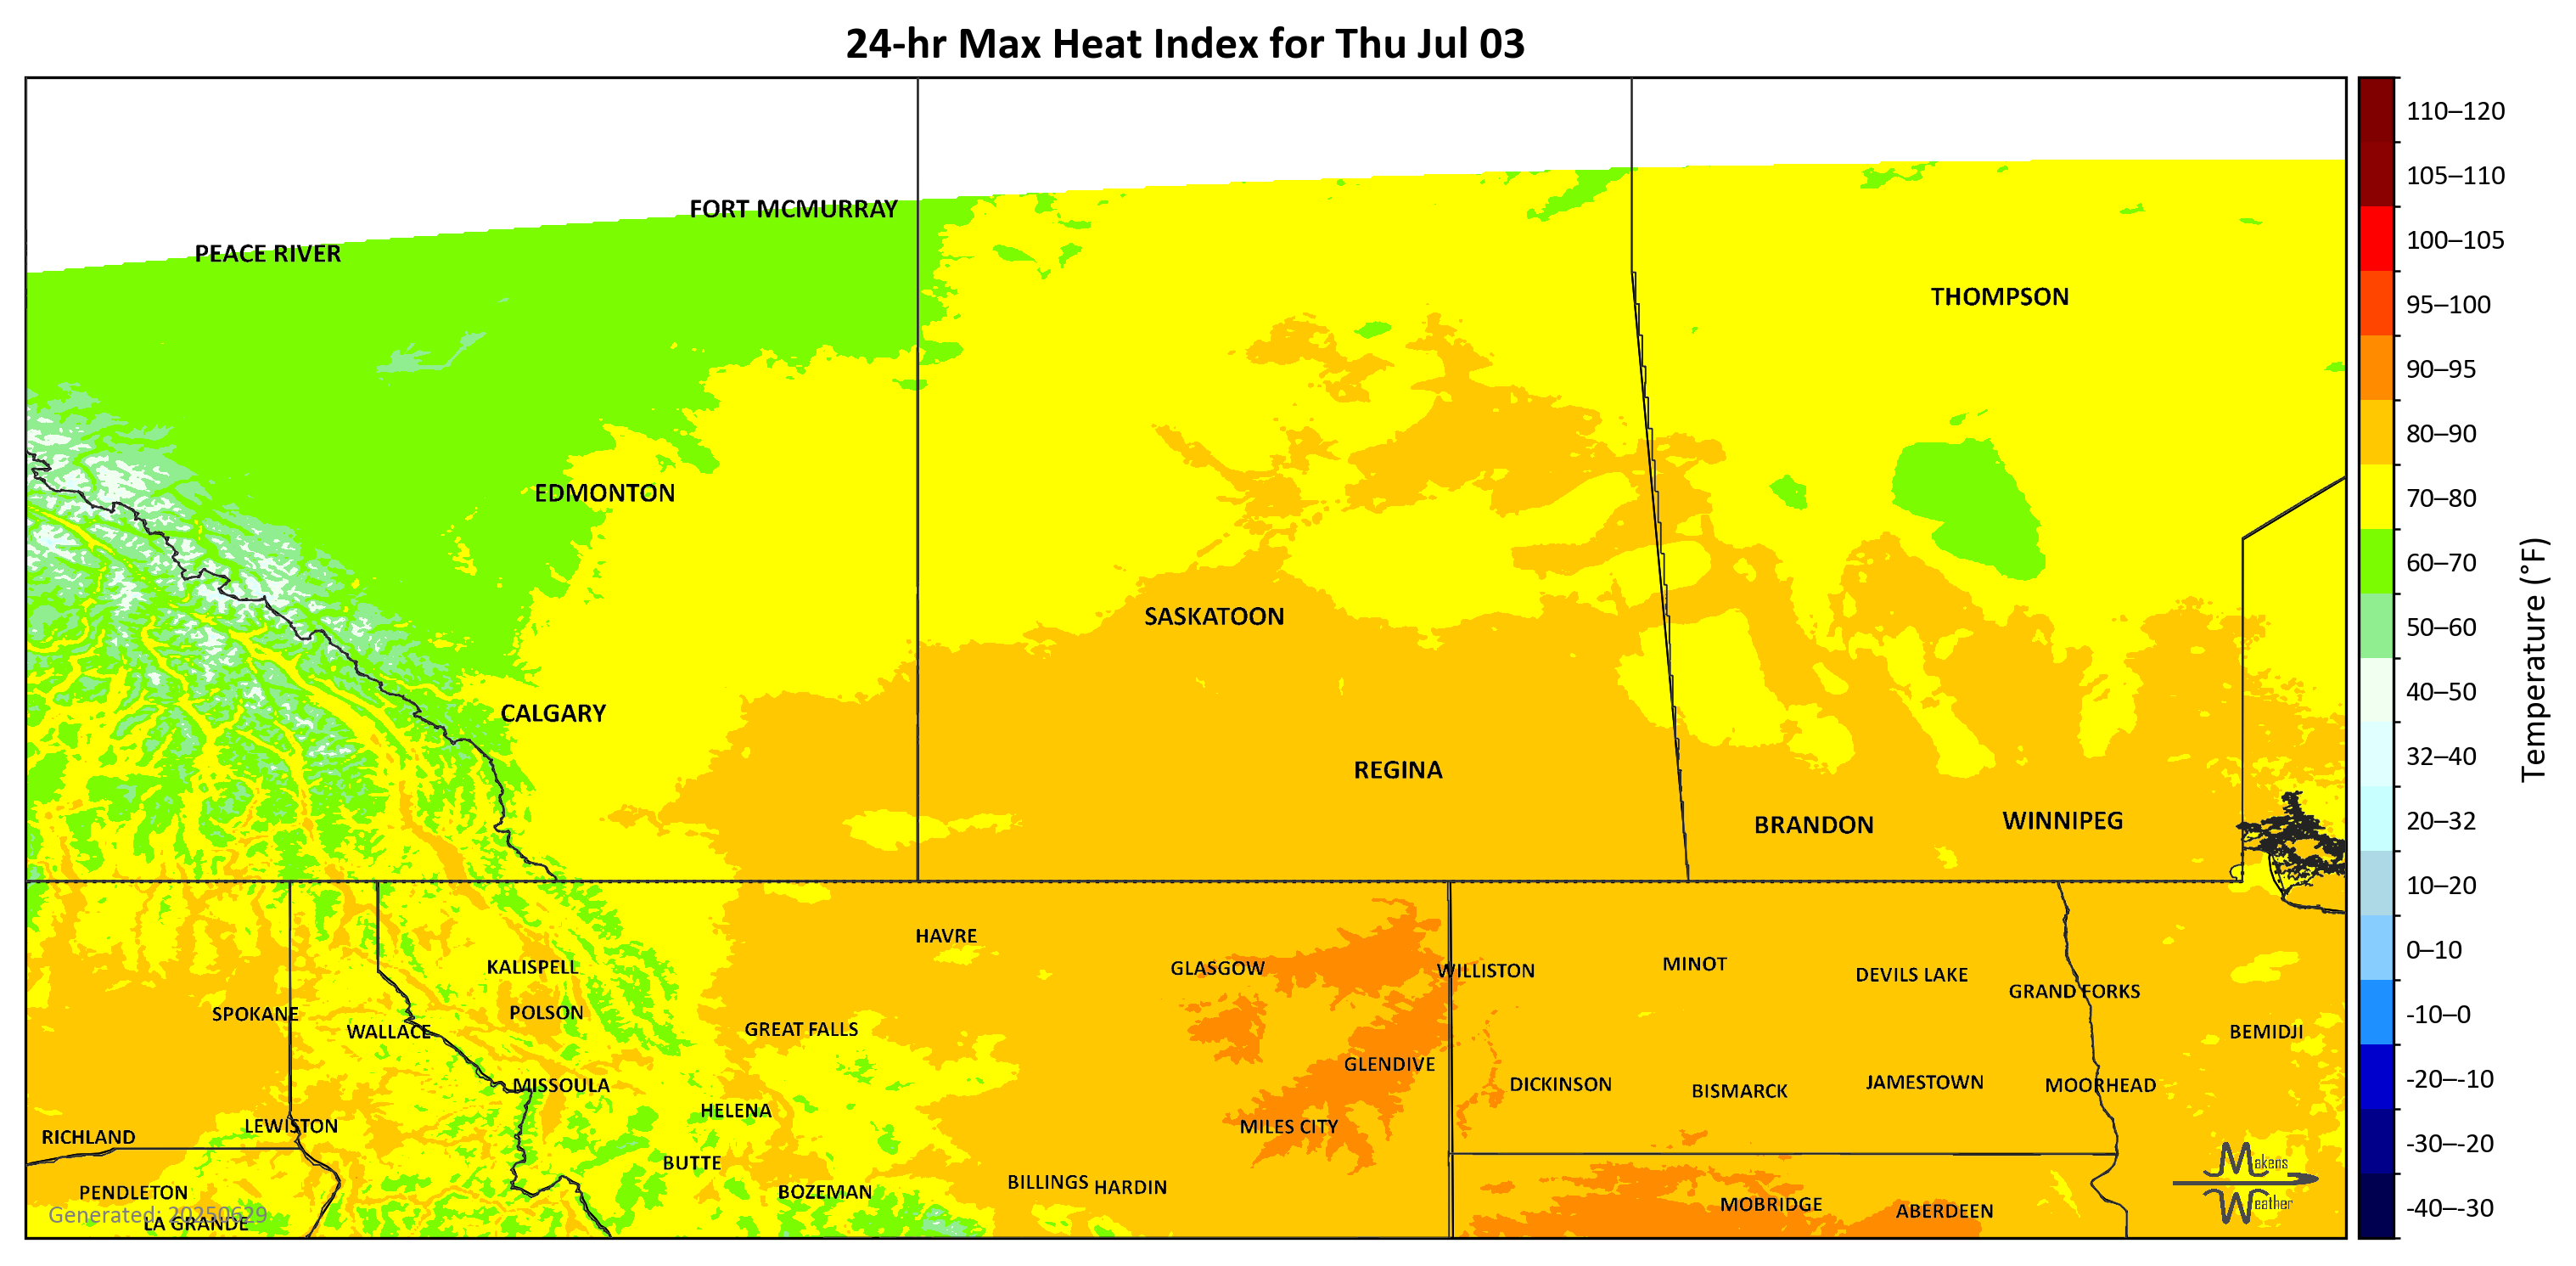 24-hr Max Heat Index for Thu Jul 03
110–120
105–110
FORT MCMURRAY
100–105
PEACE RIVER
THOMPSON
95–100
90–95
80–90
EDMONTON
70–80
60–70
SASKATOON
50–60
40–50
CALGARY
32–40
REGINA
20–32
BRANDON
WINNIPEG
10–20
0–10
-10–0
-20–-10
-30–-20
-40–-30
Temperature (°F)
HAVRE
KALISPELL
GLASGOW
WILLISTON
MINOT
DEVILS LAKE
GRAND FORKS
SPOKANE
POLSON
WALLACE
GREAT FALLS
BEMIDJI
GLENDIVE
MISSOULA
DICKINSON
BISMARCK
JAMESTOWN
MOORHEAD
HELENA
LEWISTON
MILES CITY
RICHLAND
BUTTE
BILLINGS
HARDIN
PENDLETON
BOZEMAN
MOBRIDGE
ABERDEEN
LA GRANDE
Generated: 20250629
Makens
Weather